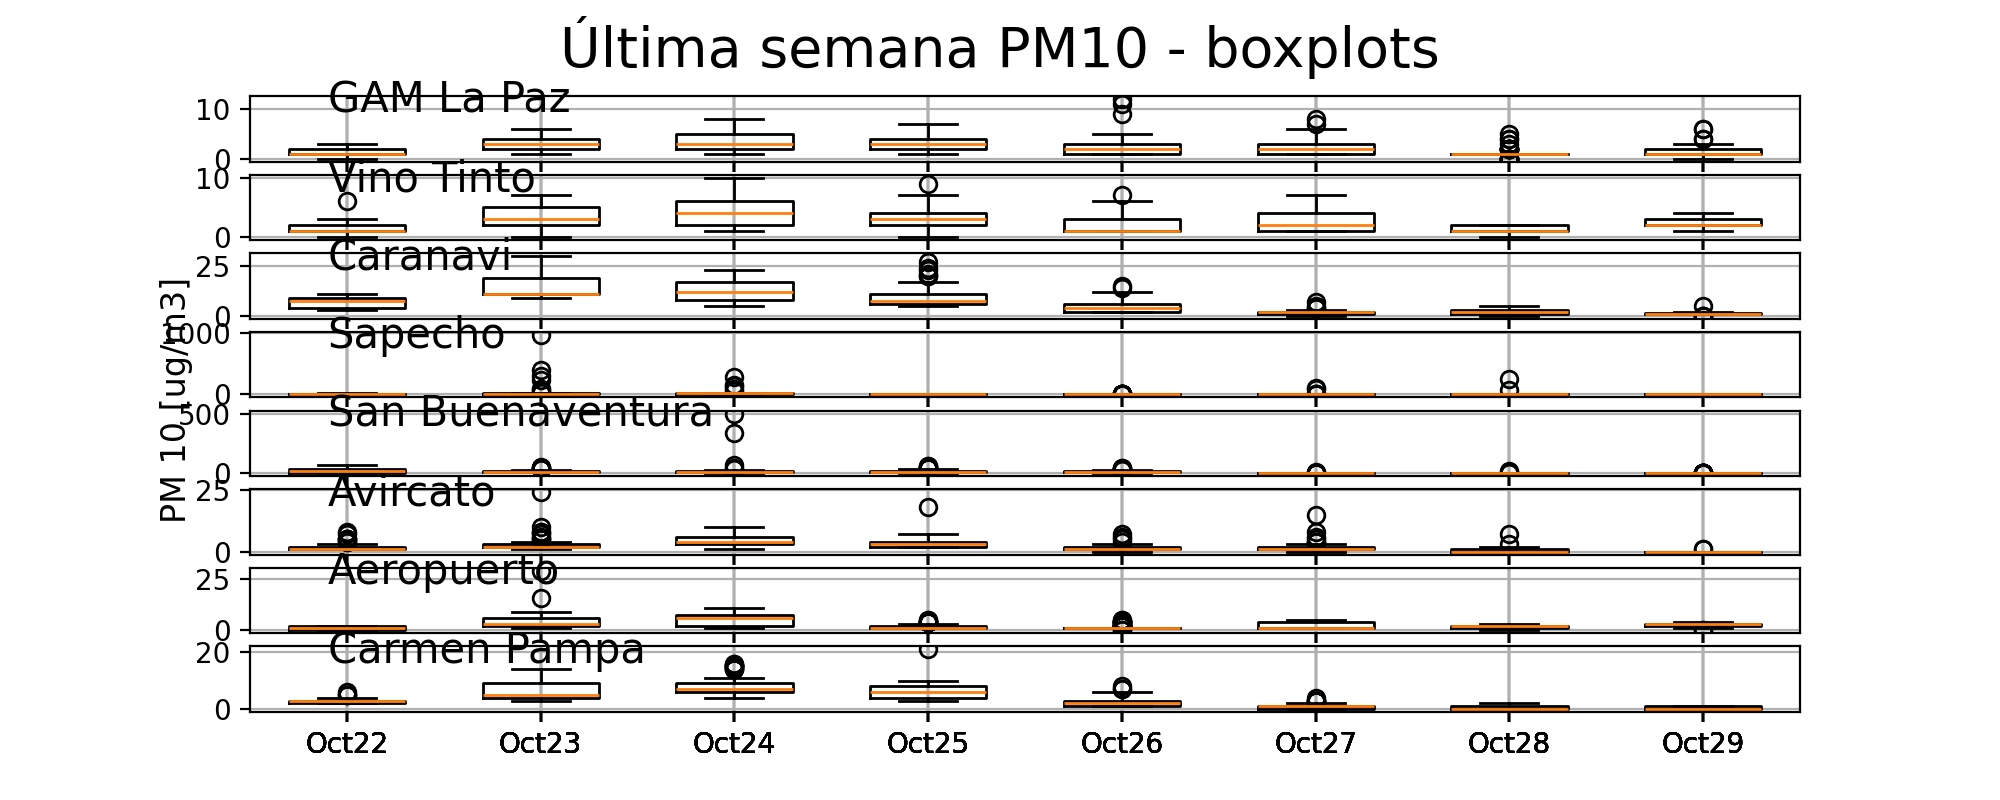 Última semana PM10 - boxplots
GAM La Paz
10
0
Vino Tinto
10
0
Caranavi
25
0
PM 10 [ug/m3]
Sapecho
1000
0
San Buenaventura
500
0
Avircato
25
0
Aeropuerto
25
0
Carmen Pampa
20
0
Oct22 Oct23 Oct24 Oct25 Oct26 Oct27 Oct28 Oct29